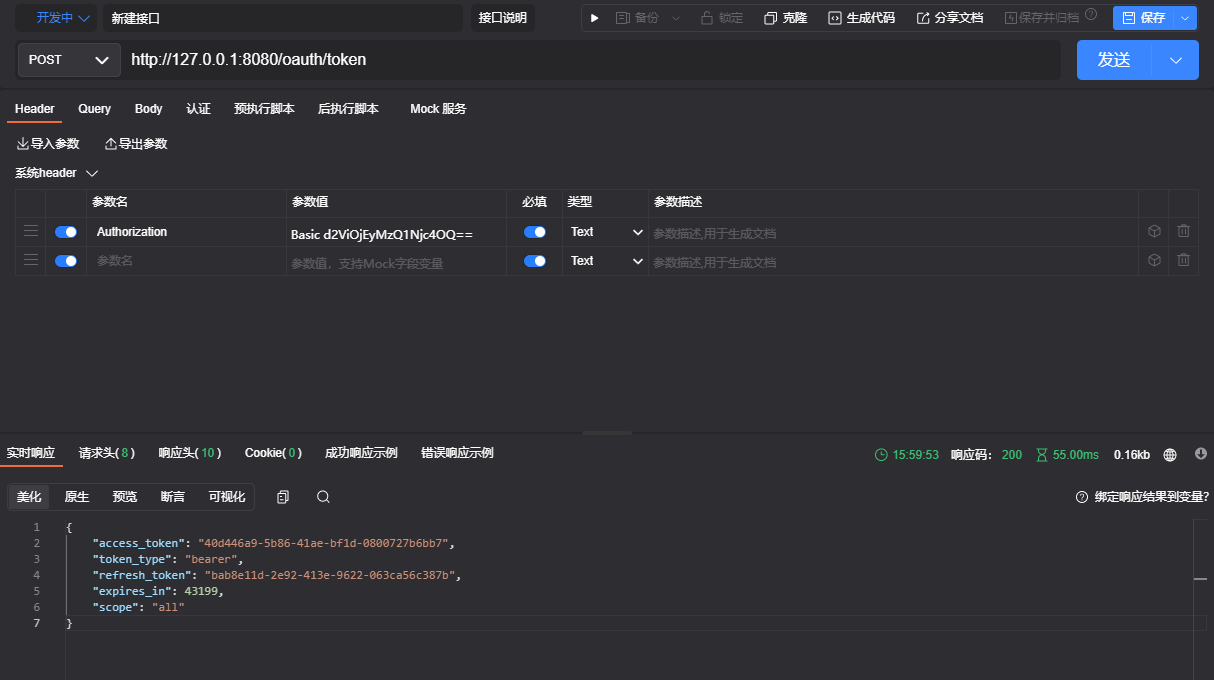 开发中 新建接口 接口说明 备份 锁定 克隆 生成代码 分享文档 保存并归档 保存
POST http://127.0.0.1:8080/oauth/token 发送
Header Query Body 认证 预执行脚本 后执行脚本 Mock 服务
导入参数 导出参数
系统header
参数名 参数值 必填 类型 参数描述
Authorization Basic d2ViOjEyMzQ1Njc4OQ== Text 参数描述,用于生成文档
参数名 参数值，支持Mock字段变量 Text 参数描述,用于生成文档
实时响应 请求头(8) 响应头(10) Cookie(0) 成功响应示例 错误响应示例 15:59:53 响应码: 200 55.00ms 0.16kb
美化 原生 预览 断言 可视化 绑定响应结果到变量?
1 {
2 "access_token": "40d446a9-5b86-41ae-bf1d-0800727b6bb7",
3 "token_type": "bearer",
4 "refresh_token": "bab8e11d-2e92-413e-9622-063ca56c387b",
5 "expires_in": 43199,
6 "scope": "all"
7 }